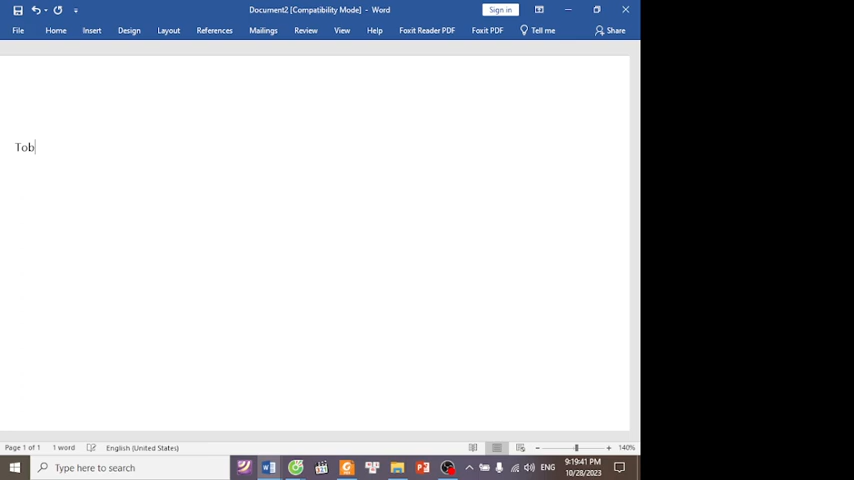 Document2 [Compatibility Mode] - Word
Sign in
File Home Insert Design Layout References Mailings Review View Help Foxit Reader PDF Foxit PDF Tell me Share
Tob
Page 1 of 1 1 word English (United States) 140%
Type here to search
ENG
9:19:41 PM
10/28/2023